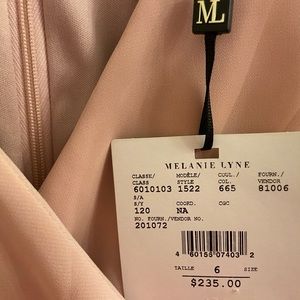 ML
MELANIE LYNE
CLASSE/ MODÈLE/ COUL./ FOURN./
CLASS STYLE COL. VENDOR
6010103 1522 665 81006
S/A
S/Y COORD. CGC
120 NA
NO. FOURN./VENDOR NO.
201072
4 60158 07403 2
TAILLE 6 SIZE
$235.00